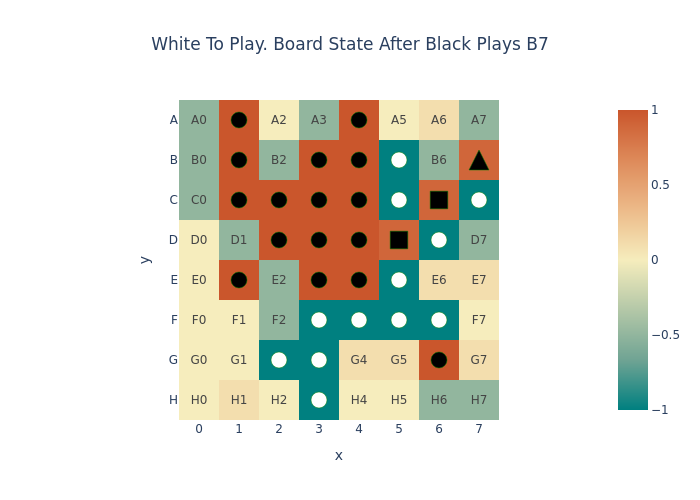 White To Play. Board State After Black Plays B7
A A0 A2 A3 A5 A6 A7
B B0 B2 B6
C C0
D D0 D1 D7
E E0 E2 E6 E7
F F0 F1 F2 F7
G G0 G1 G4 G5 G7
H H0 H1 H2 H4 H5 H6 H7
0 1 2 3 4 5 6 7
x
y
1
0.5
0
−0.5
−1